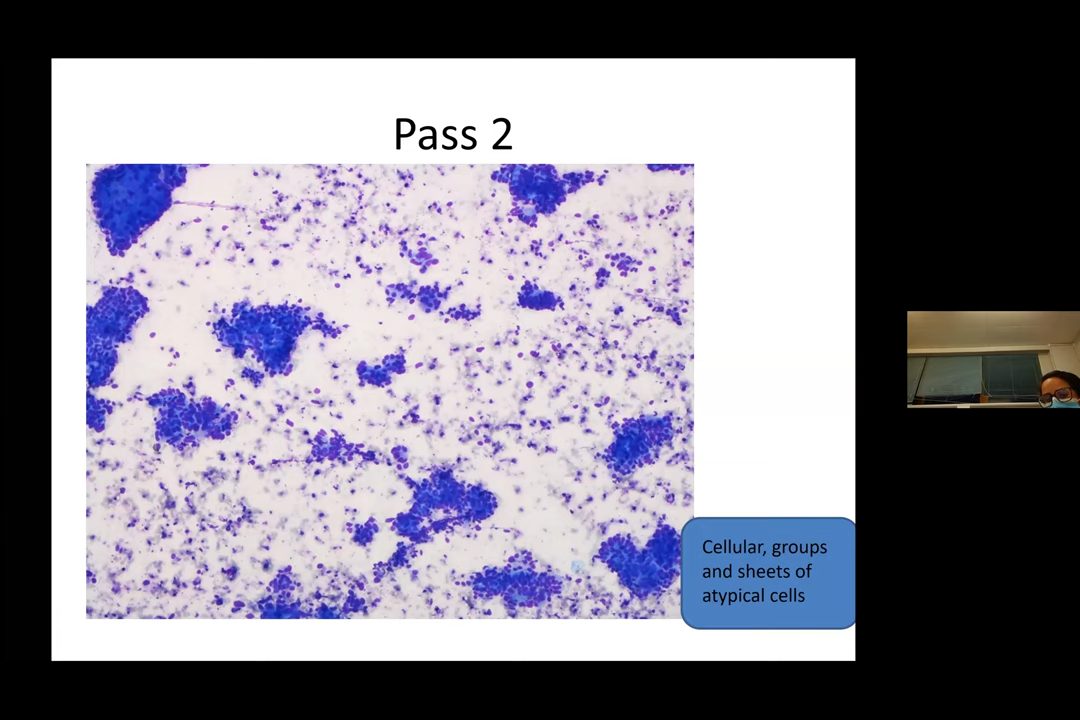 Pass 2
Cellular, groups
and sheets of
atypical cells